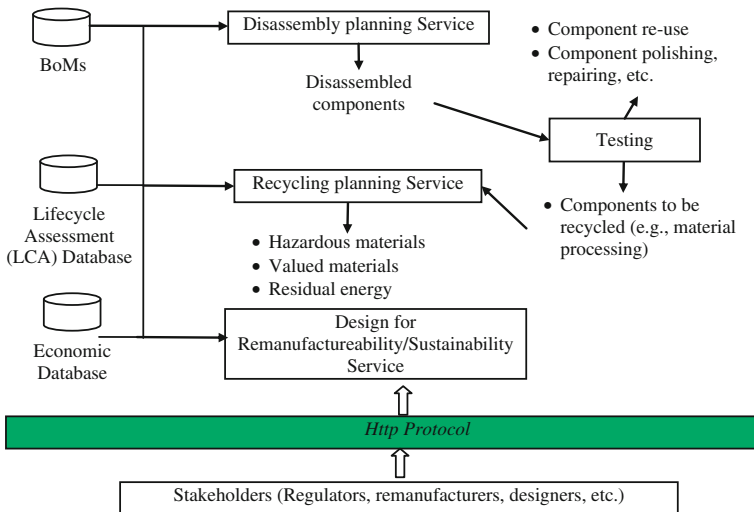 BoMs
Disassembly planning Service
Disassembled
components
• Component re-use
• Component polishing,
repairing, etc.
Testing
• Components to be
recycled (e.g., material
processing)
Lifecycle
Assessment
(LCA) Database
Recycling planning Service
• Hazardous materials
• Valued materials
• Residual energy
Economic
Database
Design for
Remanufactureability/Sustainability
Service
Http Protocol
Stakeholders (Regulators, remanufacturers, designers, etc.)